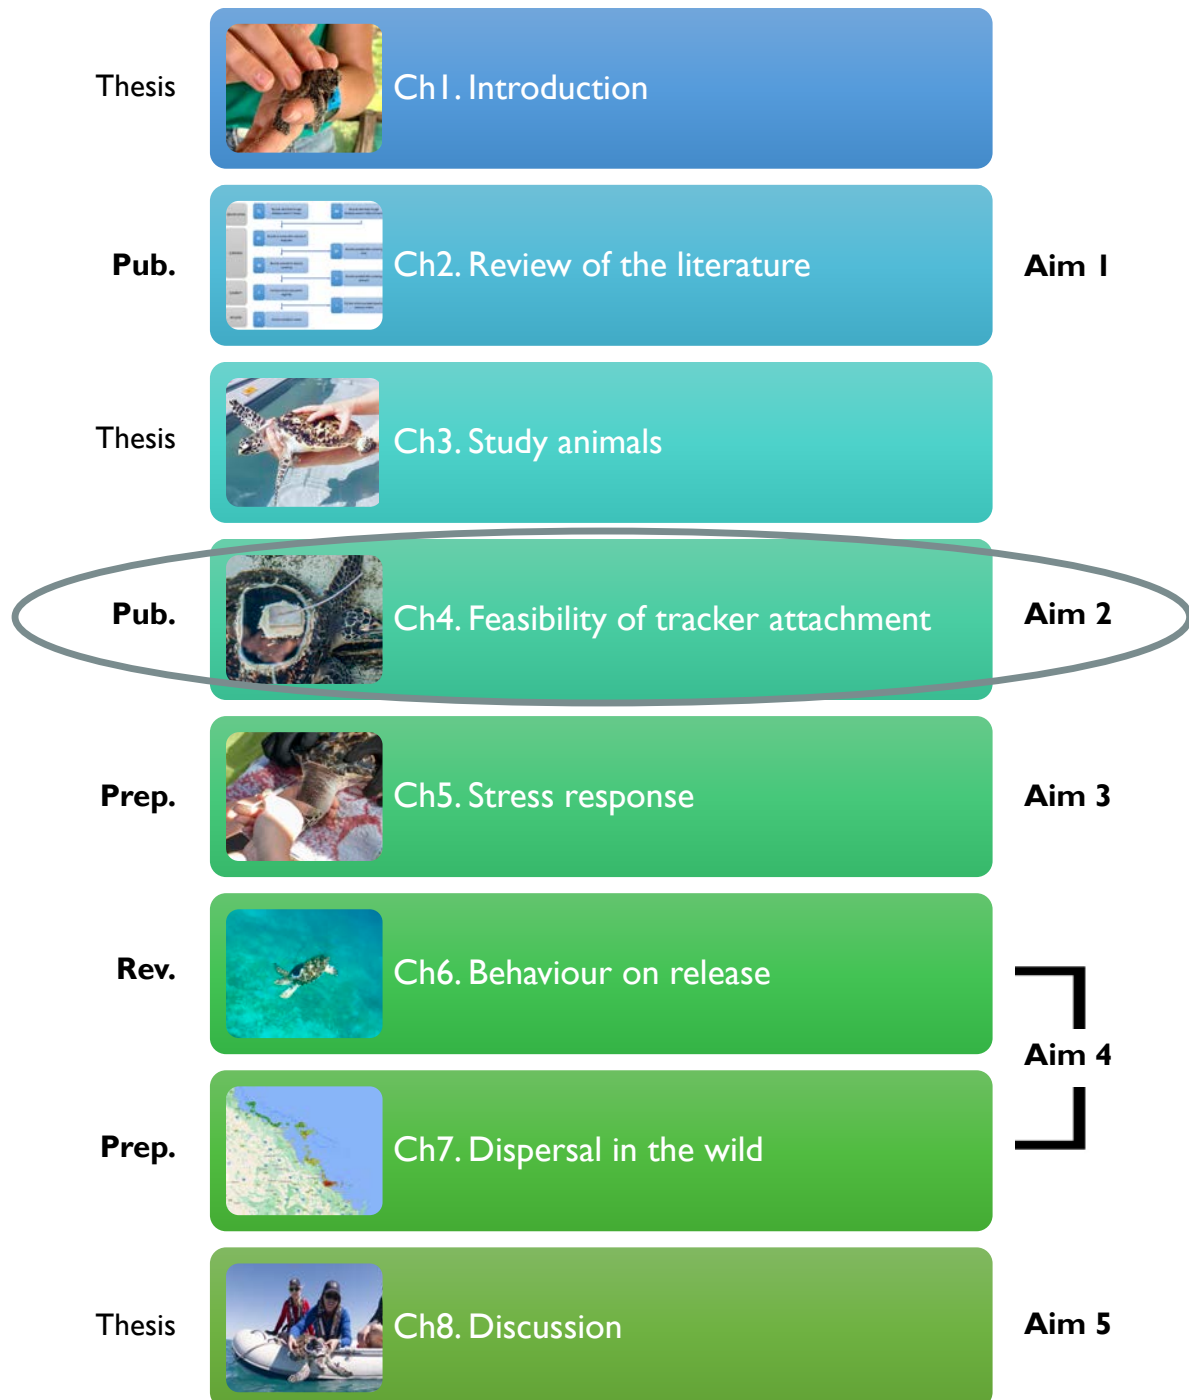 Thesis
Ch1. Introduction
Pub.
Ch2. Review of the literature
Aim 1
Thesis
Ch3. Study animals
Pub.
Ch4. Feasibility of tracker attachment
Aim 2
Prep.
Ch5. Stress response
Aim 3
Rev.
Ch6. Behaviour on release
Aim 4
Prep.
Ch7. Dispersal in the wild
Thesis
Ch8. Discussion
Aim 5